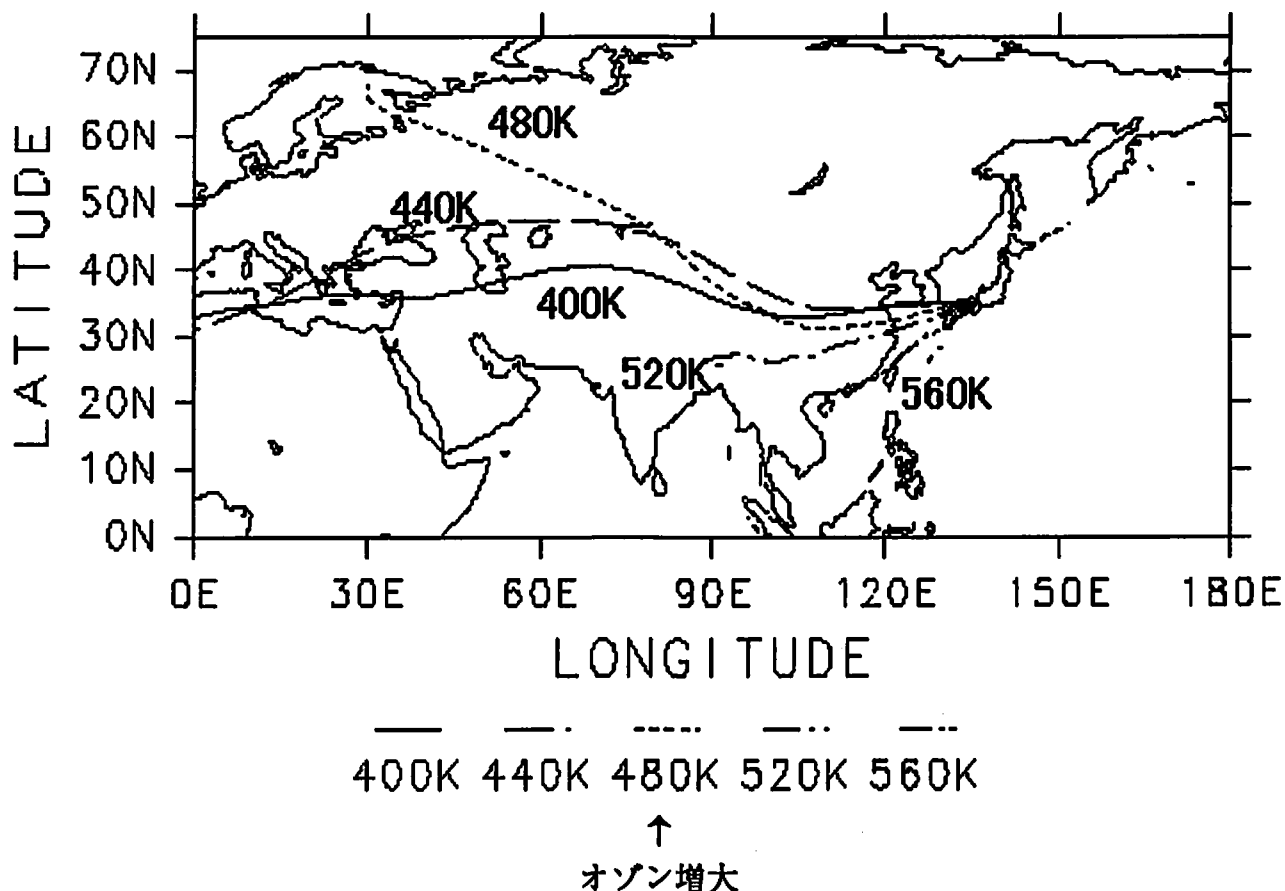 70N
60N
50N
40N
30N
20N
10N
0N
LATITUDE
480K
440K
400K
520K
560K
0E 30E 60E 90E 120E 150E 180E
LONGITUDE
400K 440K 480K 520K 560K
↑
オゾン増大